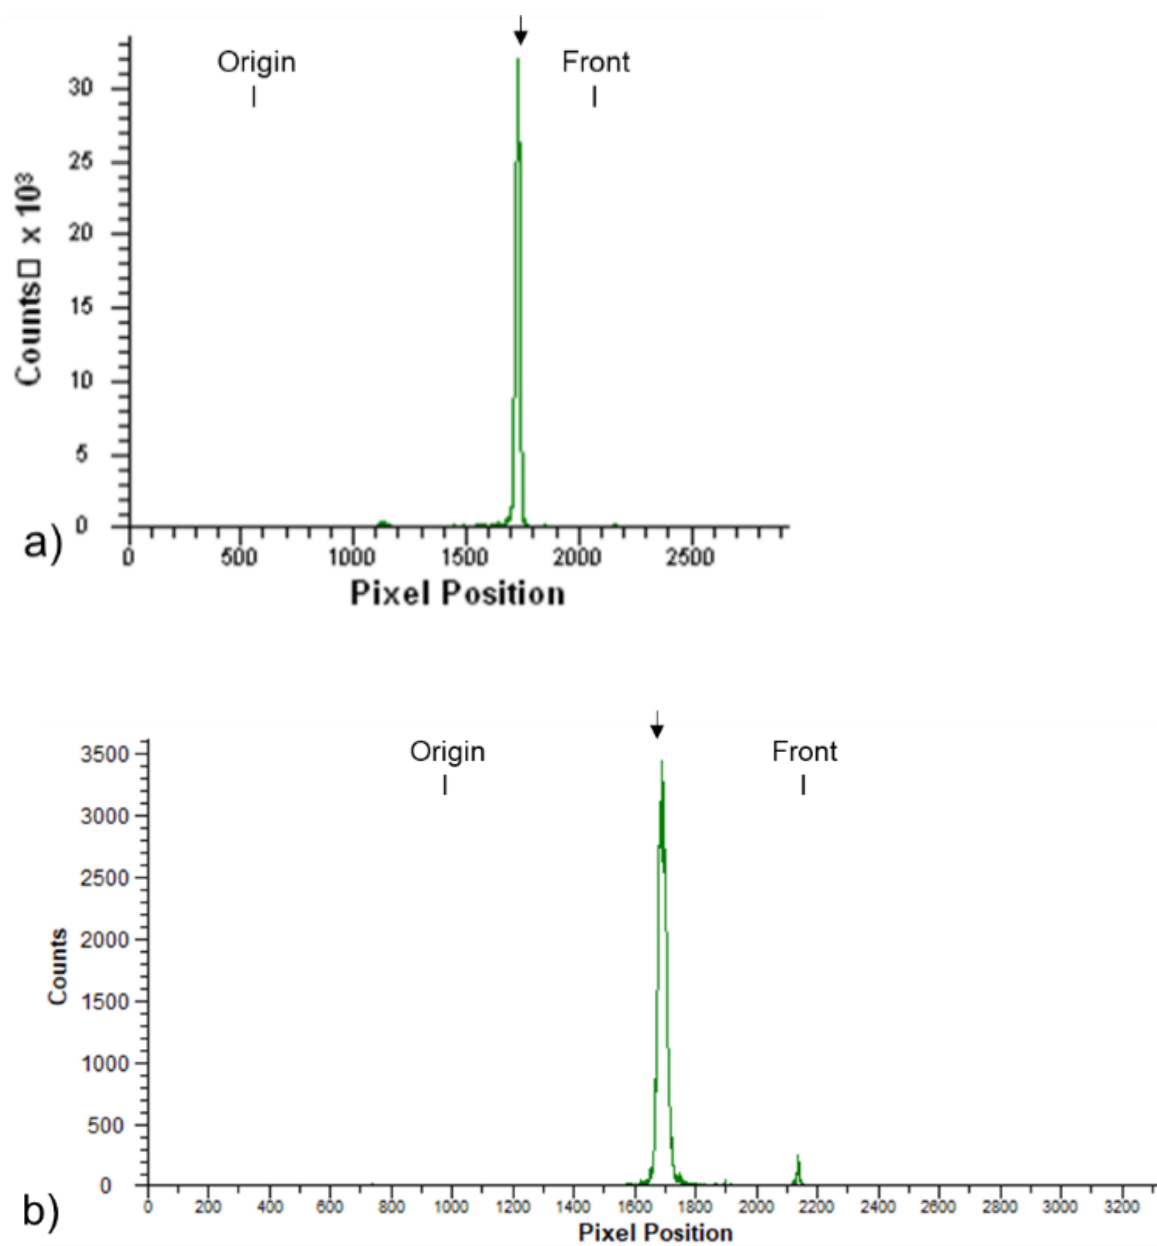 Origin
Front
30
25
20
15
10
5
0
Counts□ x 10³
a)
0 500 1000 1500 2000 2500
Pixel Position
Origin
Front
3500
3000
2500
2000
1500
1000
500
0
Counts
b)
0 200 400 600 800 1000 1200 1400 1600 1800 2000 2200 2400 2600 2800 3000 3200
Pixel Position